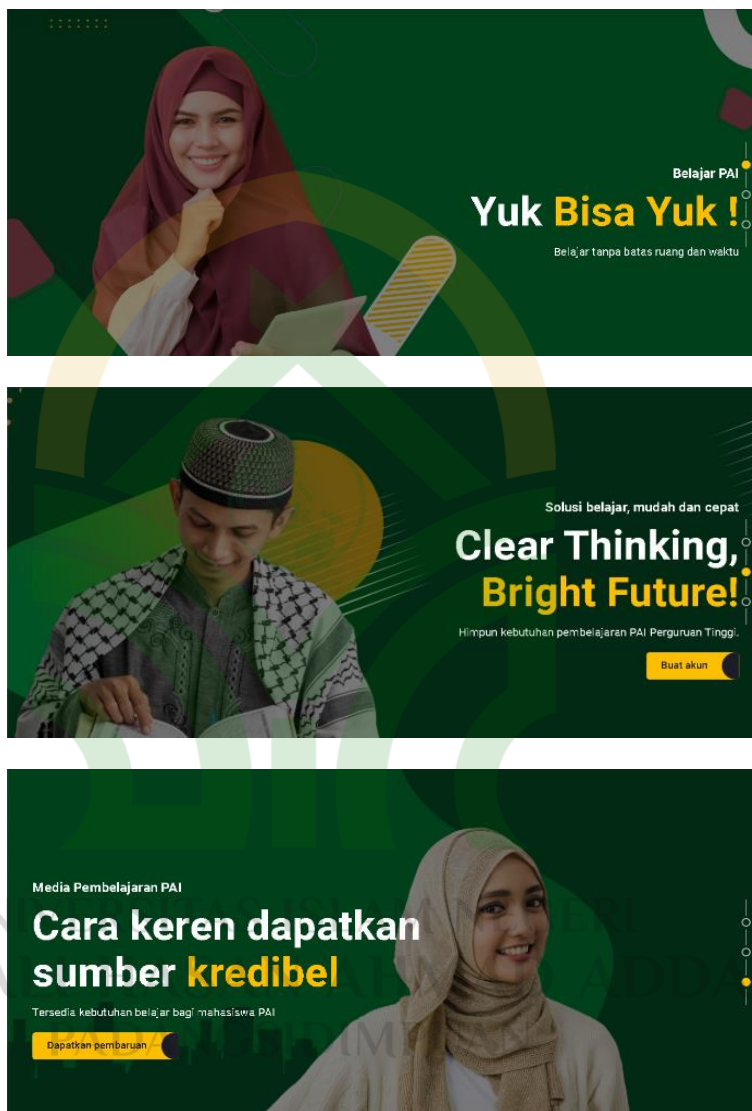 Belajar PAI
Yuk Bisa Yuk !
Belajar tanpa batas ruang dan waktu
Solusi belajar, mudah dan cepat
Clear Thinking,
Bright Future!
Himpun kebutuhan pembelajaran PAI Perguruan Tinggi.
Buat akun
Media Pembelajaran PAI
Cara keren dapatkan
sumber kredibel
Tersedia kebutuhan belajar bagi mahasiswa PAI
Dapatkan pembaruan